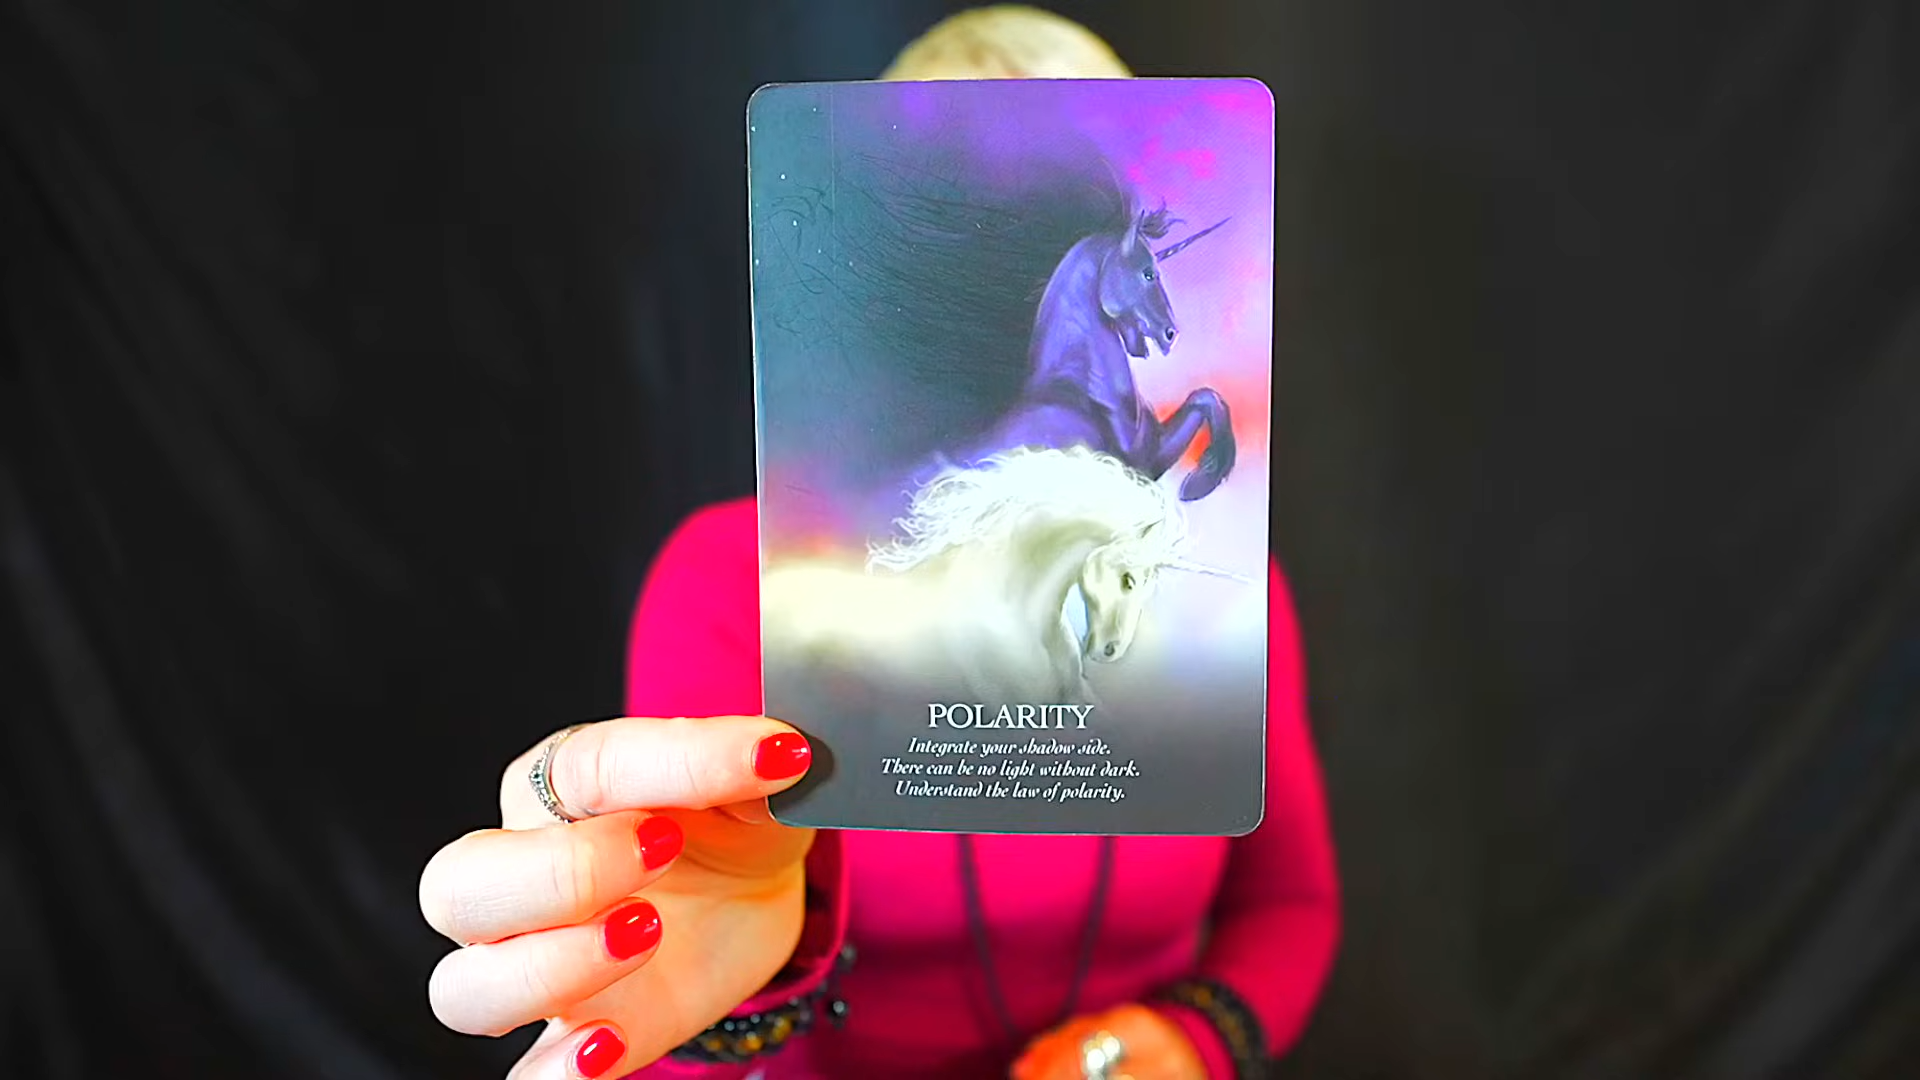 POLARITY
Integrate your shadow side.
There can be no light without dark.
Understand the law of polarity.